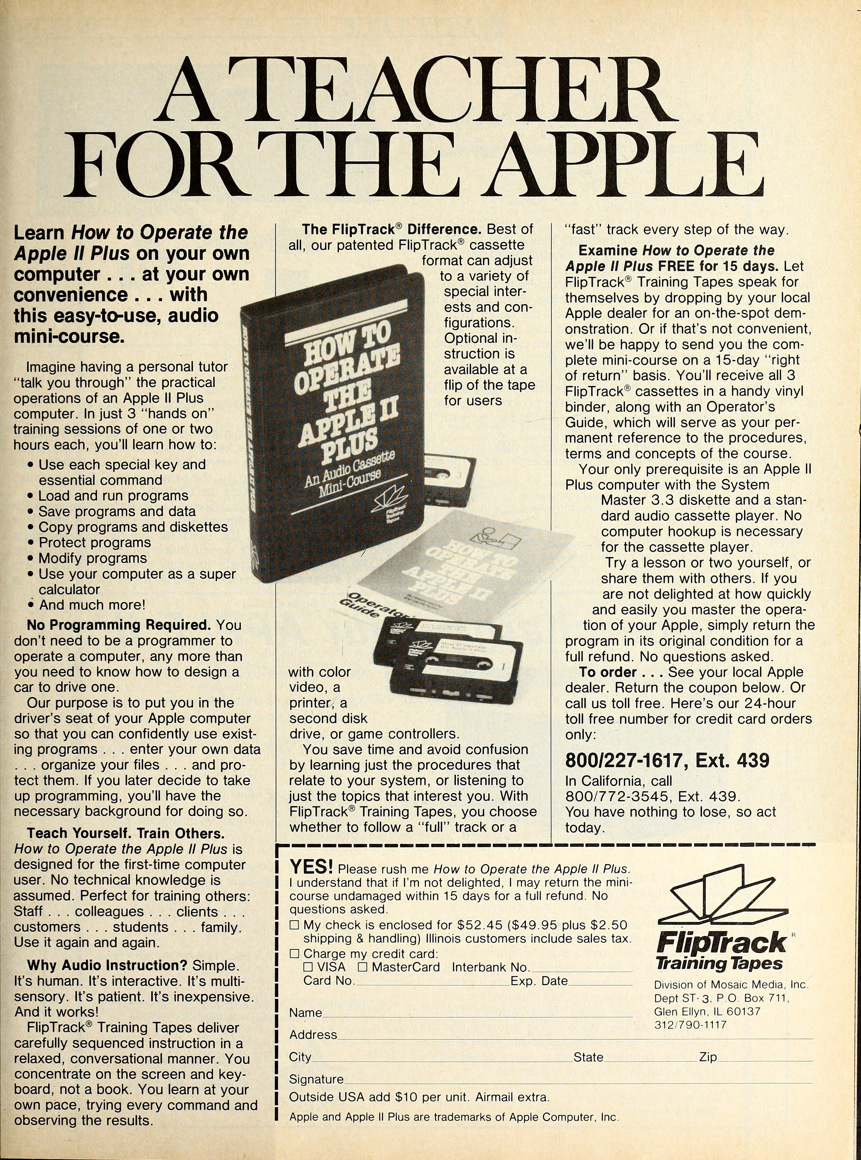 A TEACHER
FOR THE APPLE
Learn How to Operate the
Apple II Plus on your own
computer . . . at your own
convenience . . . with
this easy-to-use, audio
mini-course.
Imagine having a personal tutor
"talk you through" the practical
operations of an Apple II Plus
computer. In just 3 "hands on"
training sessions of one or two
hours each, you'll learn how to:
• Use each special key and
essential command
• Load and run programs
• Save programs and data
• Copy programs and diskettes
• Protect programs
• Modify programs
• Use your computer as a super
calculator
• And much more!
No Programming Required. You
don't need to be a programmer to
operate a computer, any more than
you need to know how to design a
car to drive one.
Our purpose is to put you in the
driver's seat of your Apple computer
so that you can confidently use exist-
ing programs . . . enter your own data
. . . organize your files . . . and pro-
tect them. If you later decide to take
up programming, you'll have the
necessary background for doing so.
Teach Yourself. Train Others.
How to Operate the Apple II Plus is
designed for the first-time computer
user. No technical knowledge is
assumed. Perfect for training others:
Staff . . . colleagues . . . clients . . .
customers . . . students . . . family.
Use it again and again.
Why Audio Instruction? Simple.
It's human. It's interactive. It's multi-
sensory. It's patient. It's inexpensive.
And it works!
FlipTrack® Training Tapes deliver
carefully sequenced instruction in a
relaxed, conversational manner. You
concentrate on the screen and key-
board, not a book. You learn at your
own pace, trying every command and
observing the results.
The FlipTrack® Difference. Best of
all, our patented FlipTrack® cassette
format can adjust
to a variety of
special inter-
ests and con-
figurations.
Optional in-
struction is
available at a
flip of the tape
for users
HOW TO OPERATE THE APPLE II PLUS
HOW TO
OPERATE
THE
APPLE II
PLUS
An Audio Cassette
Mini-Course
FlipTrack
Training
Tapes
HOW TO
OPERATE
THE
APPLE II
PLUS
Operator's
Guide
with color
video, a
printer, a
second disk
drive, or game controllers.
You save time and avoid confusion
by learning just the procedures that
relate to your system, or listening to
just the topics that interest you. With
FlipTrack® Training Tapes, you choose
whether to follow a "full" track or a
"fast" track every step of the way.
Examine How to Operate the
Apple II Plus FREE for 15 days. Let
FlipTrack® Training Tapes speak for
themselves by dropping by your local
Apple dealer for an on-the-spot dem-
onstration. Or if that's not convenient,
we'll be happy to send you the com-
plete mini-course on a 15-day "right
of return" basis. You'll receive all 3
FlipTrack® cassettes in a handy vinyl
binder, along with an Operator's
Guide, which will serve as your per-
manent reference to the procedures,
terms and concepts of the course.
Your only prerequisite is an Apple II
Plus computer with the System
Master 3.3 diskette and a stan-
dard audio cassette player. No
computer hookup is necessary
for the cassette player.
Try a lesson or two yourself, or
share them with others. If you
are not delighted at how quickly
and easily you master the opera-
tion of your Apple, simply return the
program in its original condition for a
full refund. No questions asked.
To order . . . See your local Apple
dealer. Return the coupon below. Or
call us toll free. Here's our 24-hour
toll free number for credit card orders
only:
800/227-1617, Ext. 439
In California, call
800/772-3545, Ext. 439.
You have nothing to lose, so act
today.
YES! Please rush me How to Operate the Apple II Plus.
I understand that if I'm not delighted, I may return the mini-
course undamaged within 15 days for a full refund. No
questions asked.
☐ My check is enclosed for $52.45 ($49.95 plus $2.50
shipping & handling) Illinois customers include sales tax.
☐ Charge my credit card:
☐ VISA ☐ MasterCard Interbank No.
Card No. Exp. Date
Name
Address
City State Zip
Signature
Outside USA add $10 per unit. Airmail extra.
Apple and Apple II Plus are trademarks of Apple Computer, Inc.
FlipTrack®
Training Tapes
Division of Mosaic Media, Inc.
Dept ST-3. P.O. Box 711,
Glen Ellyn, IL 60137
312/790-1117